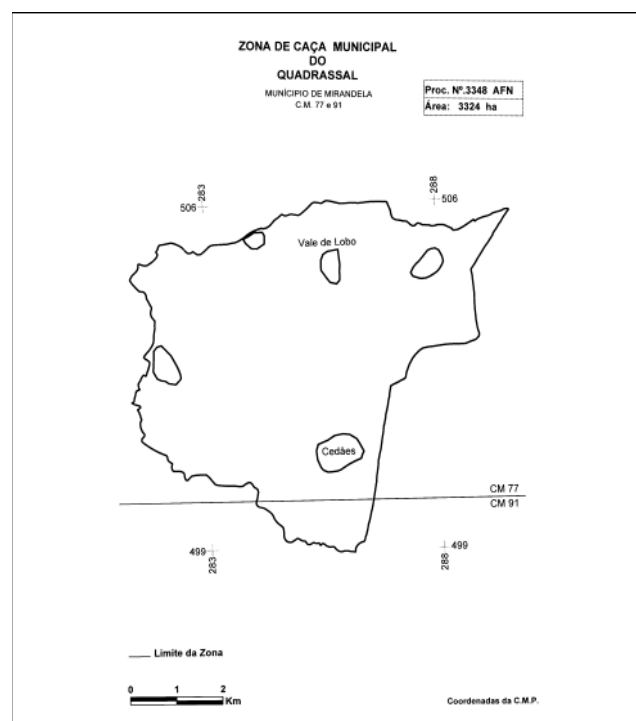 ZONA DE CAÇA MUNICIPAL
DO
QUADRASSAL
MUNÍCIPIO DE MIRANDELA
C.M. 77 e 91
Proc. Nº.3348 AFN
Área: 3324 ha
283
506
288
506
Vale de Lobo
Cedães
CM 77
CM 91
499
283
499
288
Limite da Zona
0 1 2
Km
Coordenadas da C.M.P.